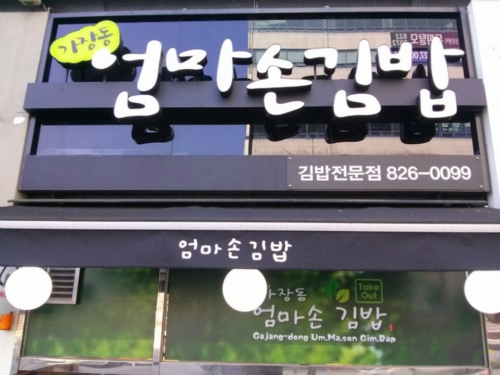 가장동
엄마손김밥
김밥전문점 826-0099
엄마손김밥
가장동
Take
Out
엄마손 김밥
Gajang-dong Um.Ma.son Gim.Bap